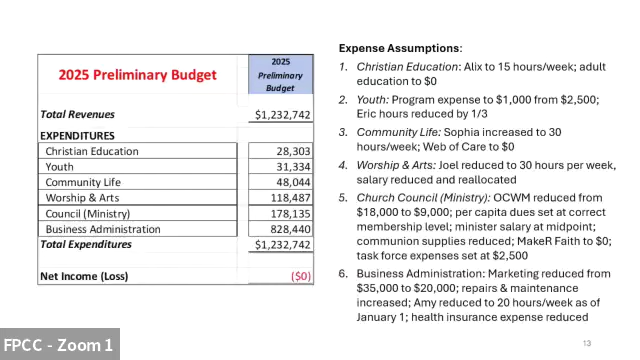 2025 Preliminary Budget
2025
Preliminary
Budget
Total Revenues $1,232,742
EXPENDITURES
Christian Education 28,303
Youth 31,334
Community Life 48,044
Worship & Arts 118,487
Council (Ministry) 178,135
Business Administration 828,440
Total Expenditures $1,232,742
Net Income (Loss) ($0)
Expense Assumptions:
1. Christian Education: Alix to 15 hours/week; adult
education to $0
2. Youth: Program expense to $1,000 from $2,500;
Eric hours reduced by 1/3
3. Community Life: Sophia increased to 30
hours/week; Web of Care to $0
4. Worship & Arts: Joel reduced to 30 hours per week,
salary reduced and reallocated
5. Church Council (Ministry): OCWM reduced from
$18,000 to $9,000; per capita dues set at correct
membership level; minister salary at midpoint;
communion supplies reduced; MakeR Faith to $0;
task force expenses set at $2,500
6. Business Administration: Marketing reduced from
$35,000 to $20,000; repairs & maintenance
increased; Amy reduced to 20 hours/week as of
January 1; health insurance expense reduced
FPCC - Zoom 1
13